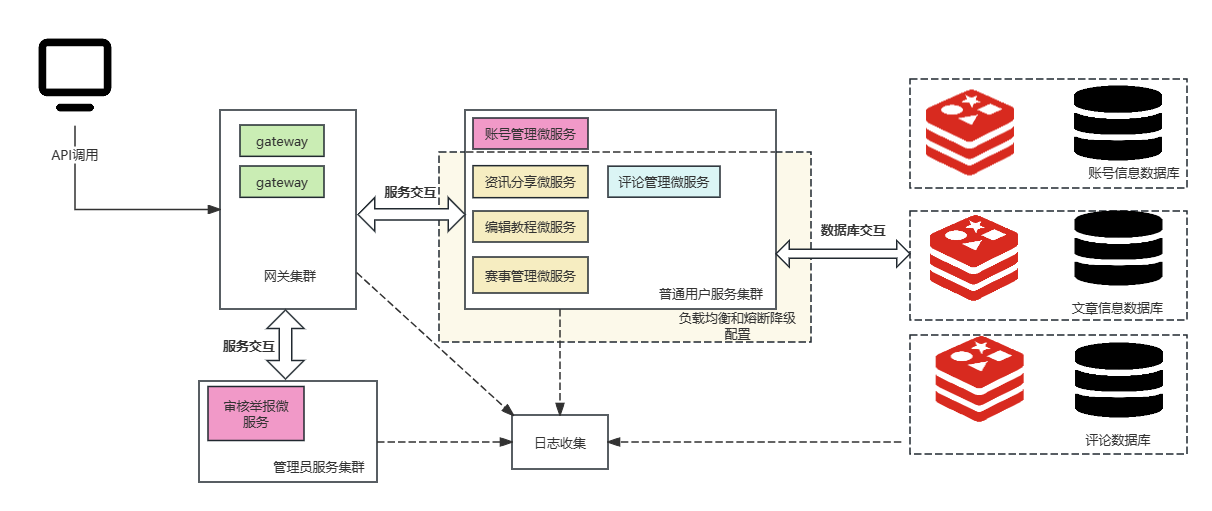 API调用
gateway
gateway
网关集群
服务交互
账号管理微服务
资讯分享微服务
评论管理微服务
编辑教程微服务
赛事管理微服务
普通用户服务集群
负载均衡和熔断降级
配置
数据库交互
账号信息数据库
文章信息数据库
评论数据库
服务交互
审核举报微
服务
管理员服务集群
日志收集